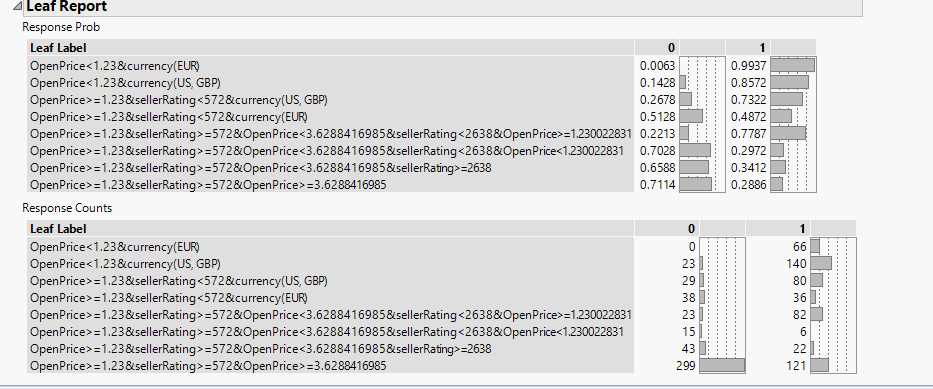 Leaf Report
Response Prob
Leaf Label 0 1
OpenPrice<1.23&currency(EUR) 0.0063 0.9937
OpenPrice<1.23&currency(US, GBP) 0.1428 0.8572
OpenPrice>=1.23&sellerRating<572&currency(US, GBP) 0.2678 0.7322
OpenPrice>=1.23&sellerRating<572&currency(EUR) 0.5128 0.4872
OpenPrice>=1.23&sellerRating>=572&OpenPrice<3.6288416985&sellerRating<2638&OpenPrice>=1.230022831 0.2213 0.7787
OpenPrice>=1.23&sellerRating>=572&OpenPrice<3.6288416985&sellerRating<2638&OpenPrice<1.230022831 0.7028 0.2972
OpenPrice>=1.23&sellerRating>=572&OpenPrice<3.6288416985&sellerRating>=2638 0.6588 0.3412
OpenPrice>=1.23&sellerRating>=572&OpenPrice>=3.6288416985 0.7114 0.2886
Response Counts
Leaf Label 0 1
OpenPrice<1.23&currency(EUR) 0 66
OpenPrice<1.23&currency(US, GBP) 23 140
OpenPrice>=1.23&sellerRating<572&currency(US, GBP) 29 80
OpenPrice>=1.23&sellerRating<572&currency(EUR) 38 36
OpenPrice>=1.23&sellerRating>=572&OpenPrice<3.6288416985&sellerRating<2638&OpenPrice>=1.230022831 23 82
OpenPrice>=1.23&sellerRating>=572&OpenPrice<3.6288416985&sellerRating<2638&OpenPrice<1.230022831 15 6
OpenPrice>=1.23&sellerRating>=572&OpenPrice<3.6288416985&sellerRating>=2638 43 22
OpenPrice>=1.23&sellerRating>=572&OpenPrice>=3.6288416985 299 121